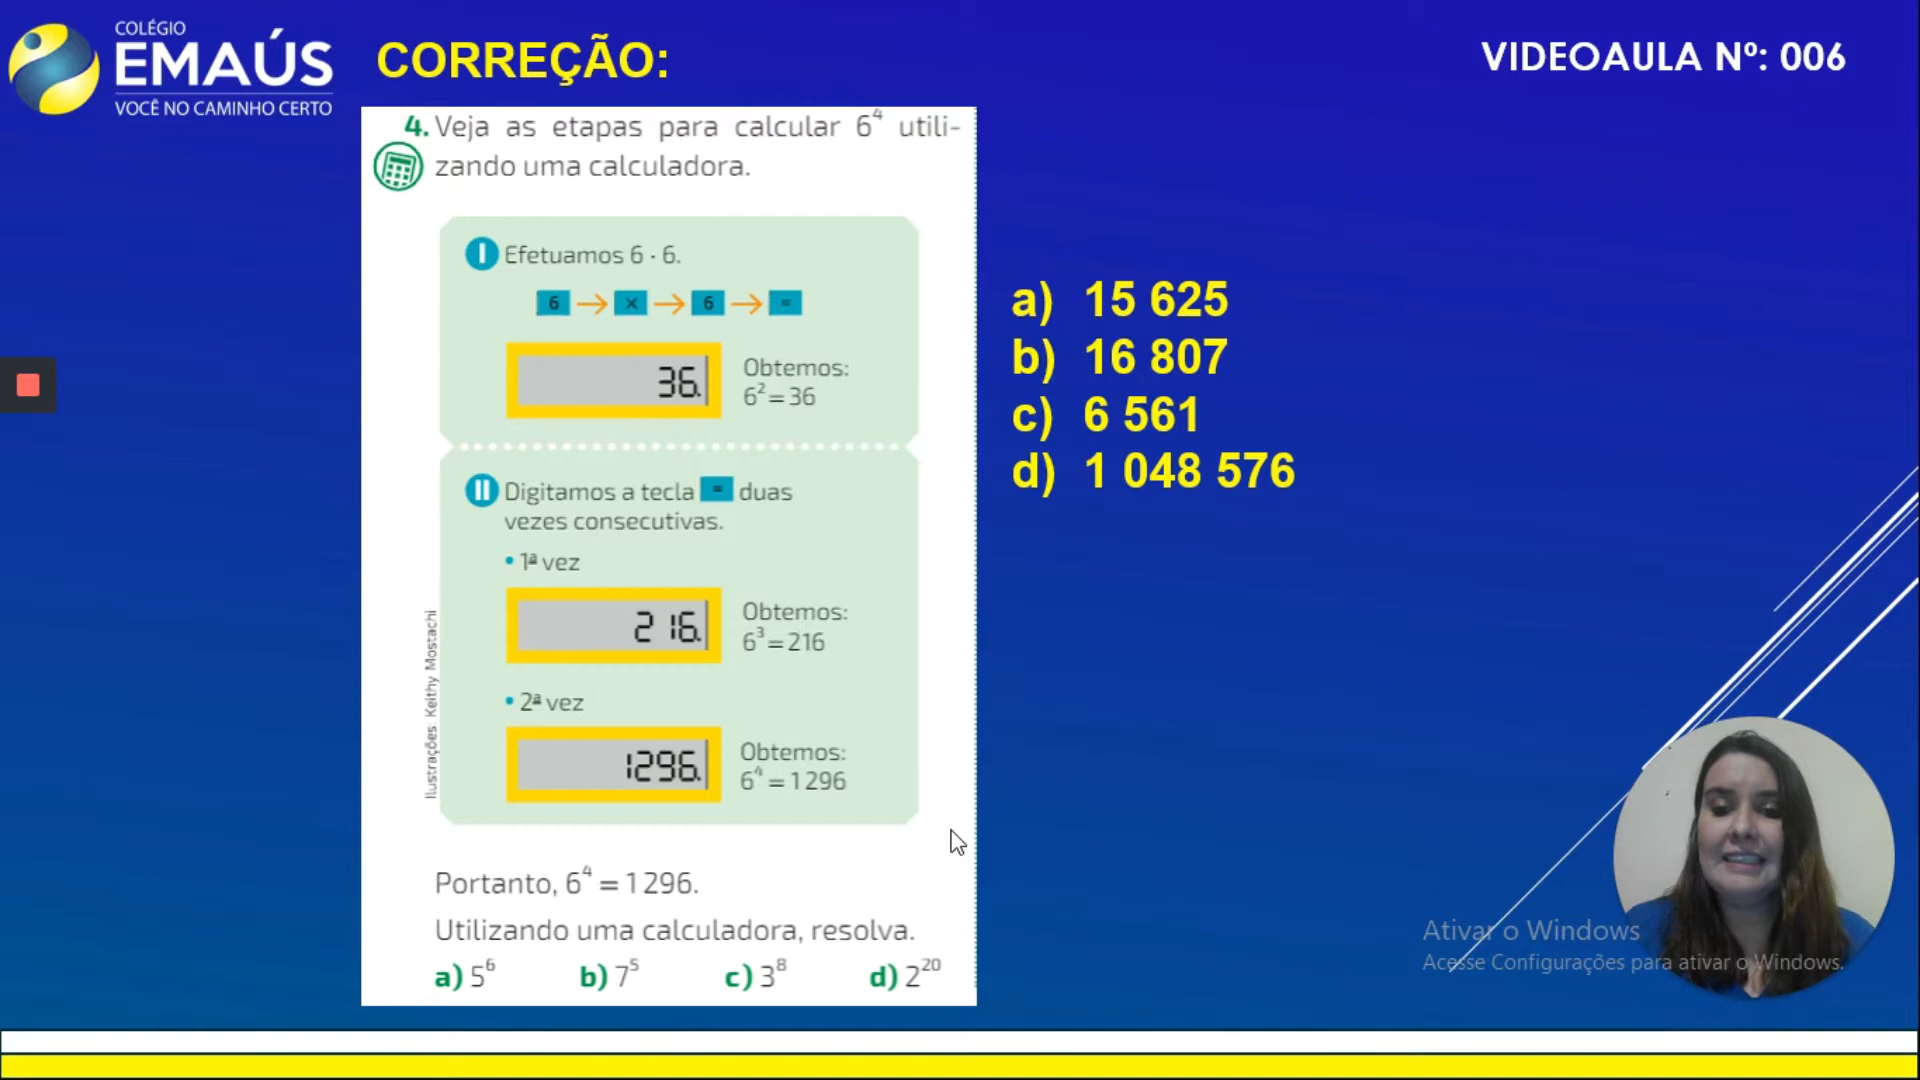 COLÉGIO
EMAÚS
VOCÊ NO CAMINHO CERTO
CORREÇÃO:
VIDEOAULA Nº: 006
4. Veja as etapas para calcular 6⁴ utili-
zando uma calculadora.
I Efetuamos 6 · 6.
6 → × → 6 → =
36.
Obtemos:
6² = 36
II Digitamos a tecla = duas
vezes consecutivas.
• 1ª vez
216.
Obtemos:
6³ = 216
• 2ª vez
1296.
Obtemos:
6⁴ = 1 296
Ilustrações: Keithy Mostachi
Portanto, 6⁴ = 1 296.
Utilizando uma calculadora, resolva.
a) 5⁶ b) 7⁵ c) 3⁸ d) 2²⁰
a) 15 625
b) 16 807
c) 6 561
d) 1 048 576
Ativar o Windows
Acesse Configurações para ativar o Windows.